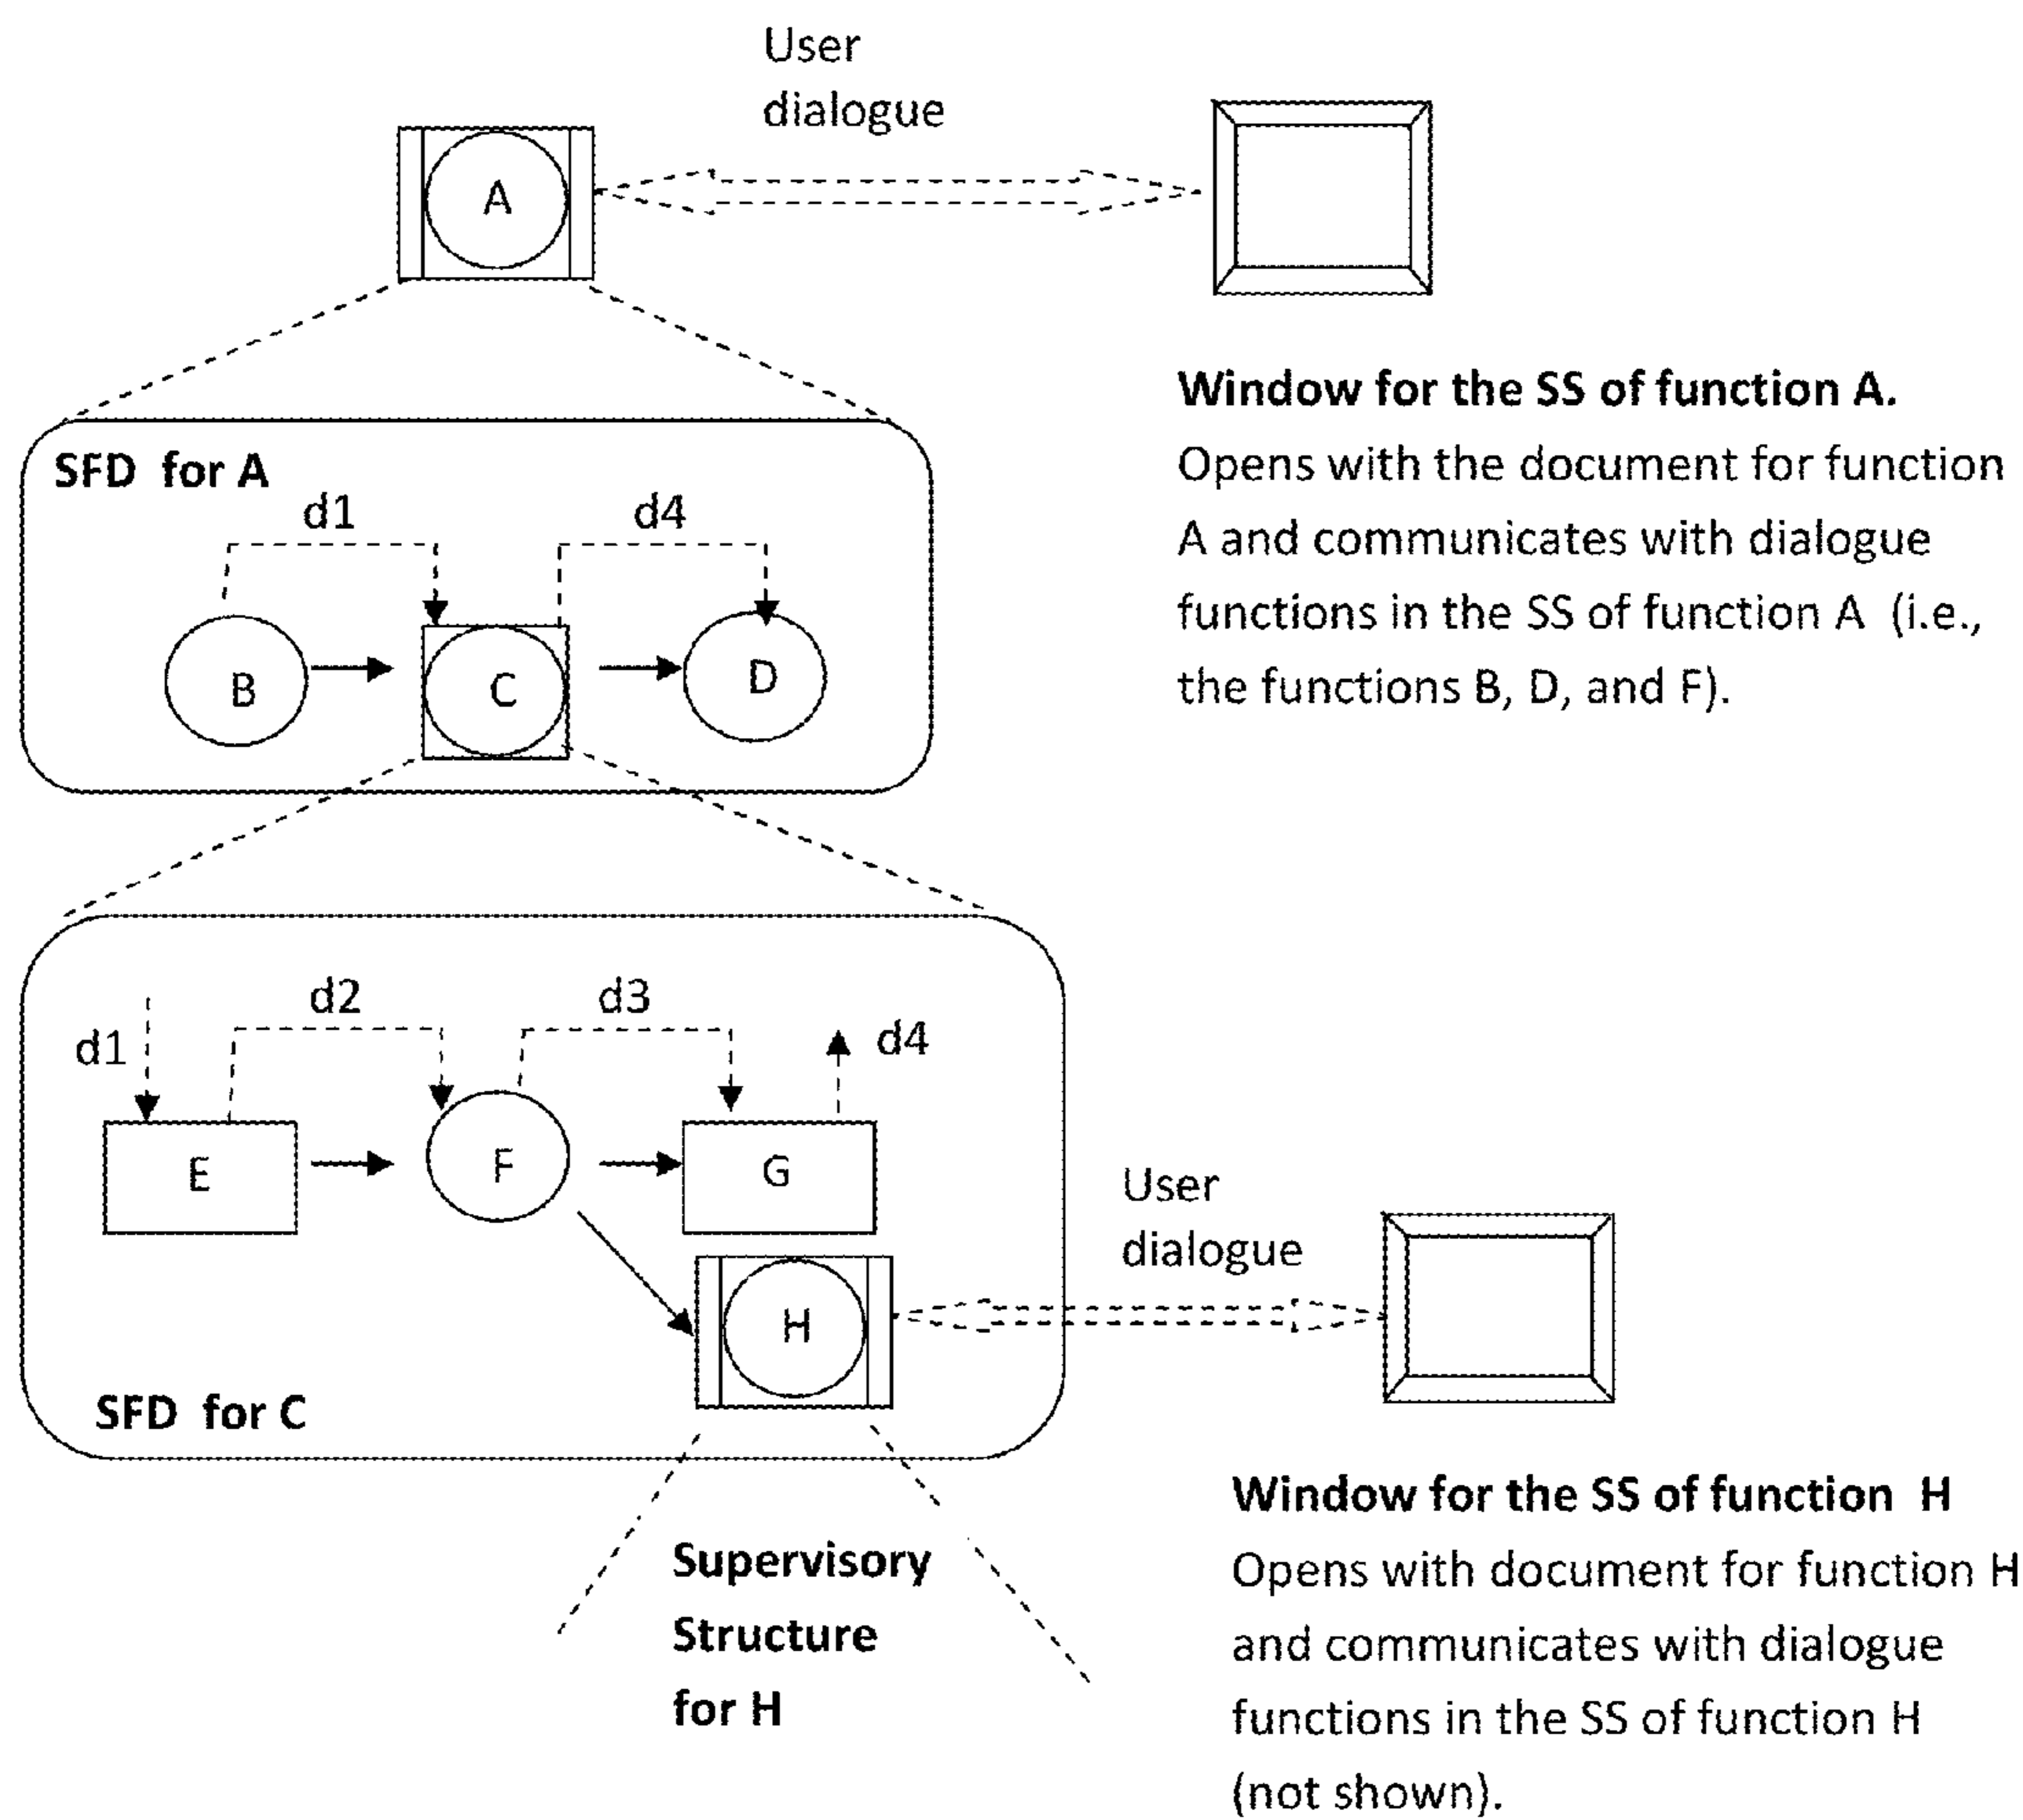 User
dialogue
A
Window for the SS of function A.
Opens with the document for function
A and communicates with dialogue
functions in the SS of function A (i.e.,
the functions B, D, and F).
SFD for A
d1 d4
B C D
d2 d3
d1 d4
E F G
H
User
dialogue
SFD for C
Supervisory
Structure
for H
Window for the SS of function H
Opens with document for function H
and communicates with dialogue
functions in the SS of function H
(not shown).